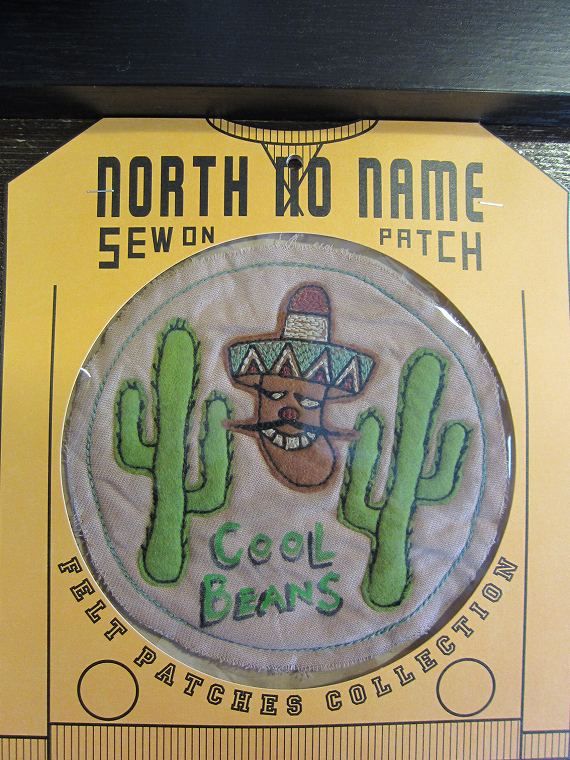 NORTH NO NAME
SEW ON PATCH
COOL
BEANS
FELT PATCHES COLLECTION